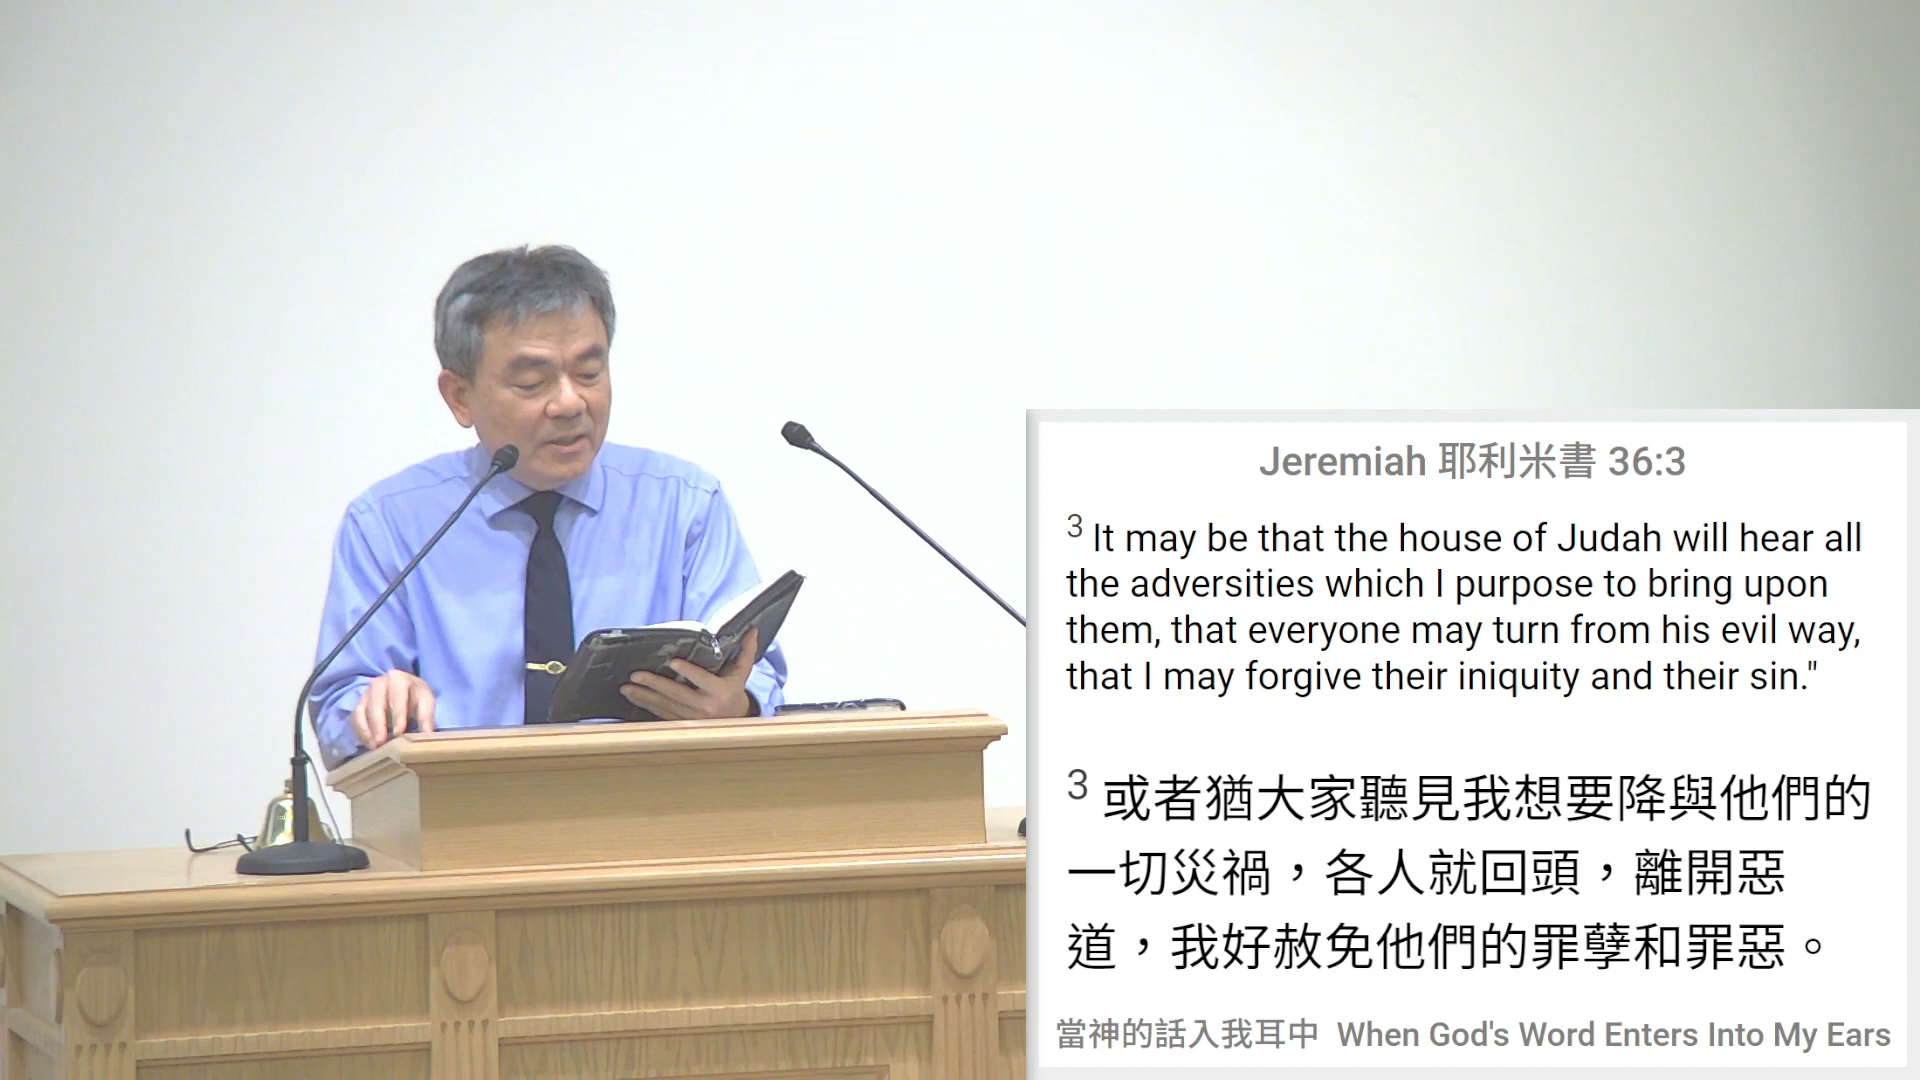 Jeremiah 耶利米書 36:3
3 It may be that the house of Judah will hear all
the adversities which I purpose to bring upon
them, that everyone may turn from his evil way,
that I may forgive their iniquity and their sin."
3 或者猶大家聽見我想要降與他們的
一切災禍，各人就回頭，離開惡
道，我好赦免他們的罪孽和罪惡。
當神的話入我耳中 When God's Word Enters Into My Ears